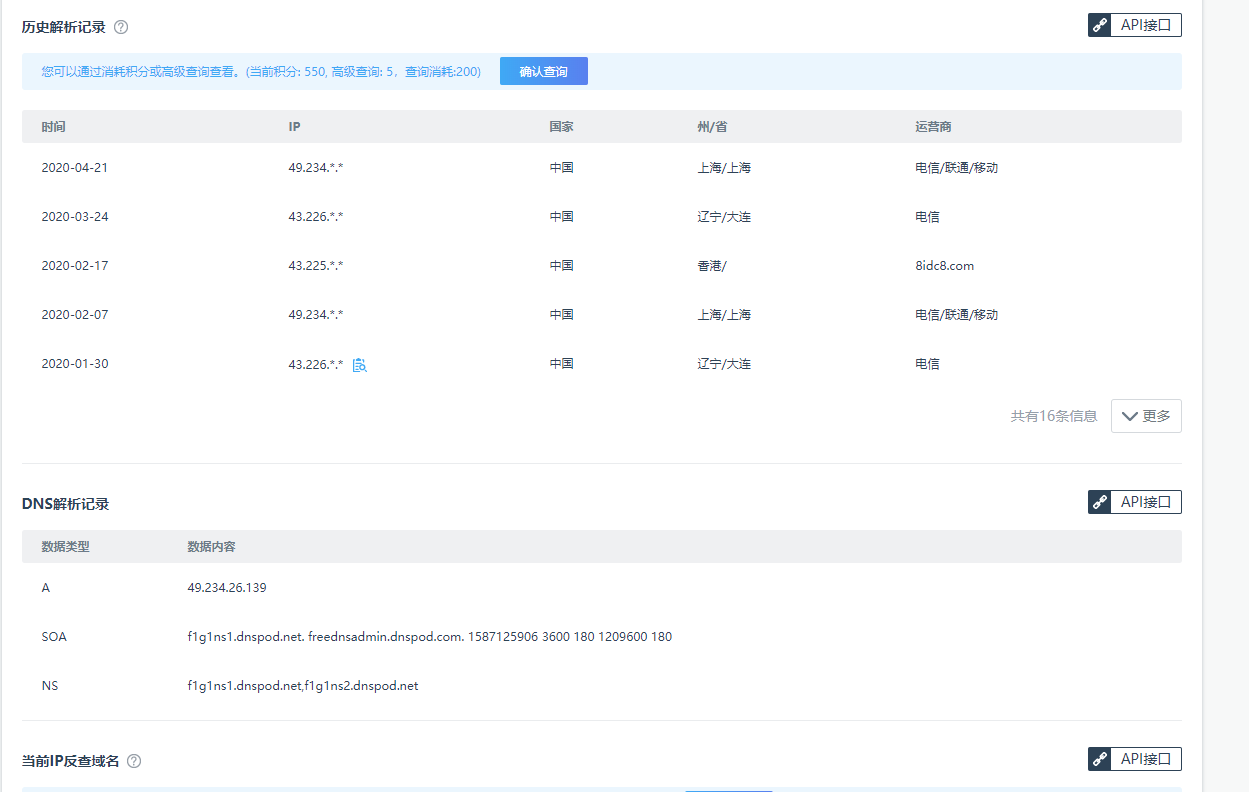 历史解析记录 ?
API接口
您可以通过消耗积分或高级查询查看。(当前积分: 550, 高级查询: 5, 查询消耗:200) 确认查询
时间 IP 国家 州/省 运营商
2020-04-21 49.234.*.* 中国 上海/上海 电信/联通/移动
2020-03-24 43.226.*.* 中国 辽宁/大连 电信
2020-02-17 43.225.*.* 中国 香港/ 8idc8.com
2020-02-07 49.234.*.* 中国 上海/上海 电信/联通/移动
2020-01-30 43.226.*.* 中国 辽宁/大连 电信
共有16条信息 更多
DNS解析记录
API接口
数据类型 数据内容
A 49.234.26.139
SOA f1g1ns1.dnspod.net. freednsadmin.dnspod.com. 1587125906 3600 180 1209600 180
NS f1g1ns1.dnspod.net,f1g1ns2.dnspod.net
当前IP反查域名 ?
API接口